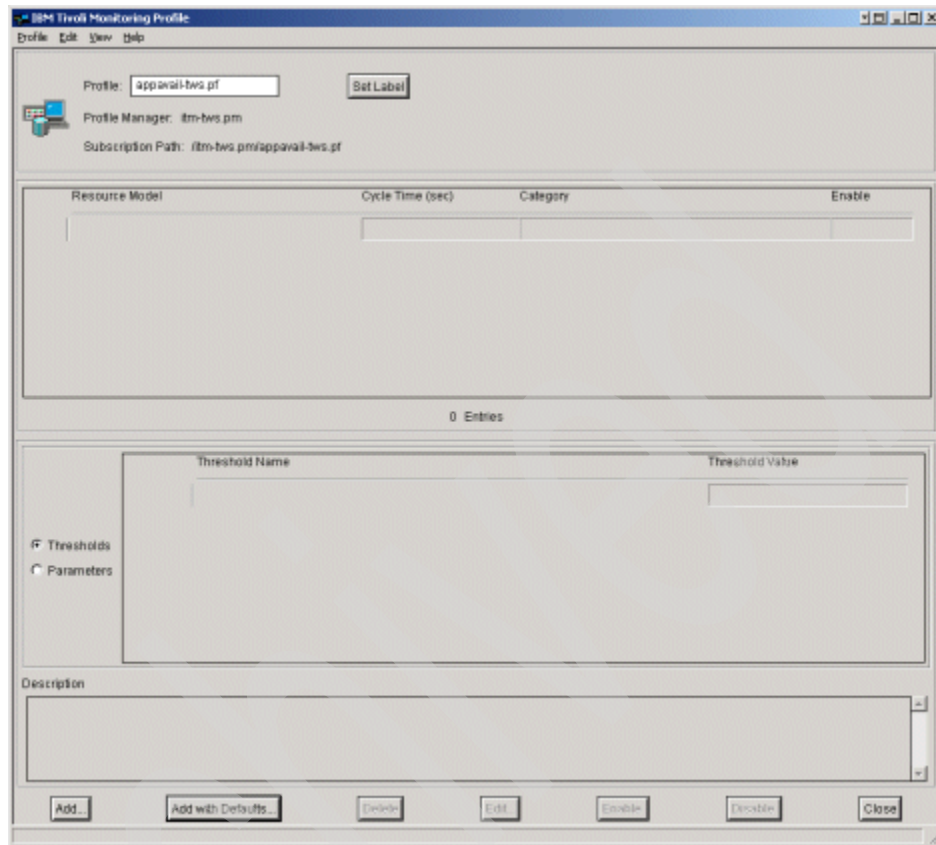 IBM Tivoli Monitoring Profile
Profile Edit View Help
Profile: appavail-tws.pf Set Label
Profile Manager: itm-tws.pm
Subscription Path: /itm-tws.pm/appavail-tws.pf
Resource Model Cycle Time (sec) Category Enable
0 Entries
Threshold Name Threshold Value
Thresholds
Parameters
Description
Add... Add with Defaults... Delete Edit... Enable Disable Close